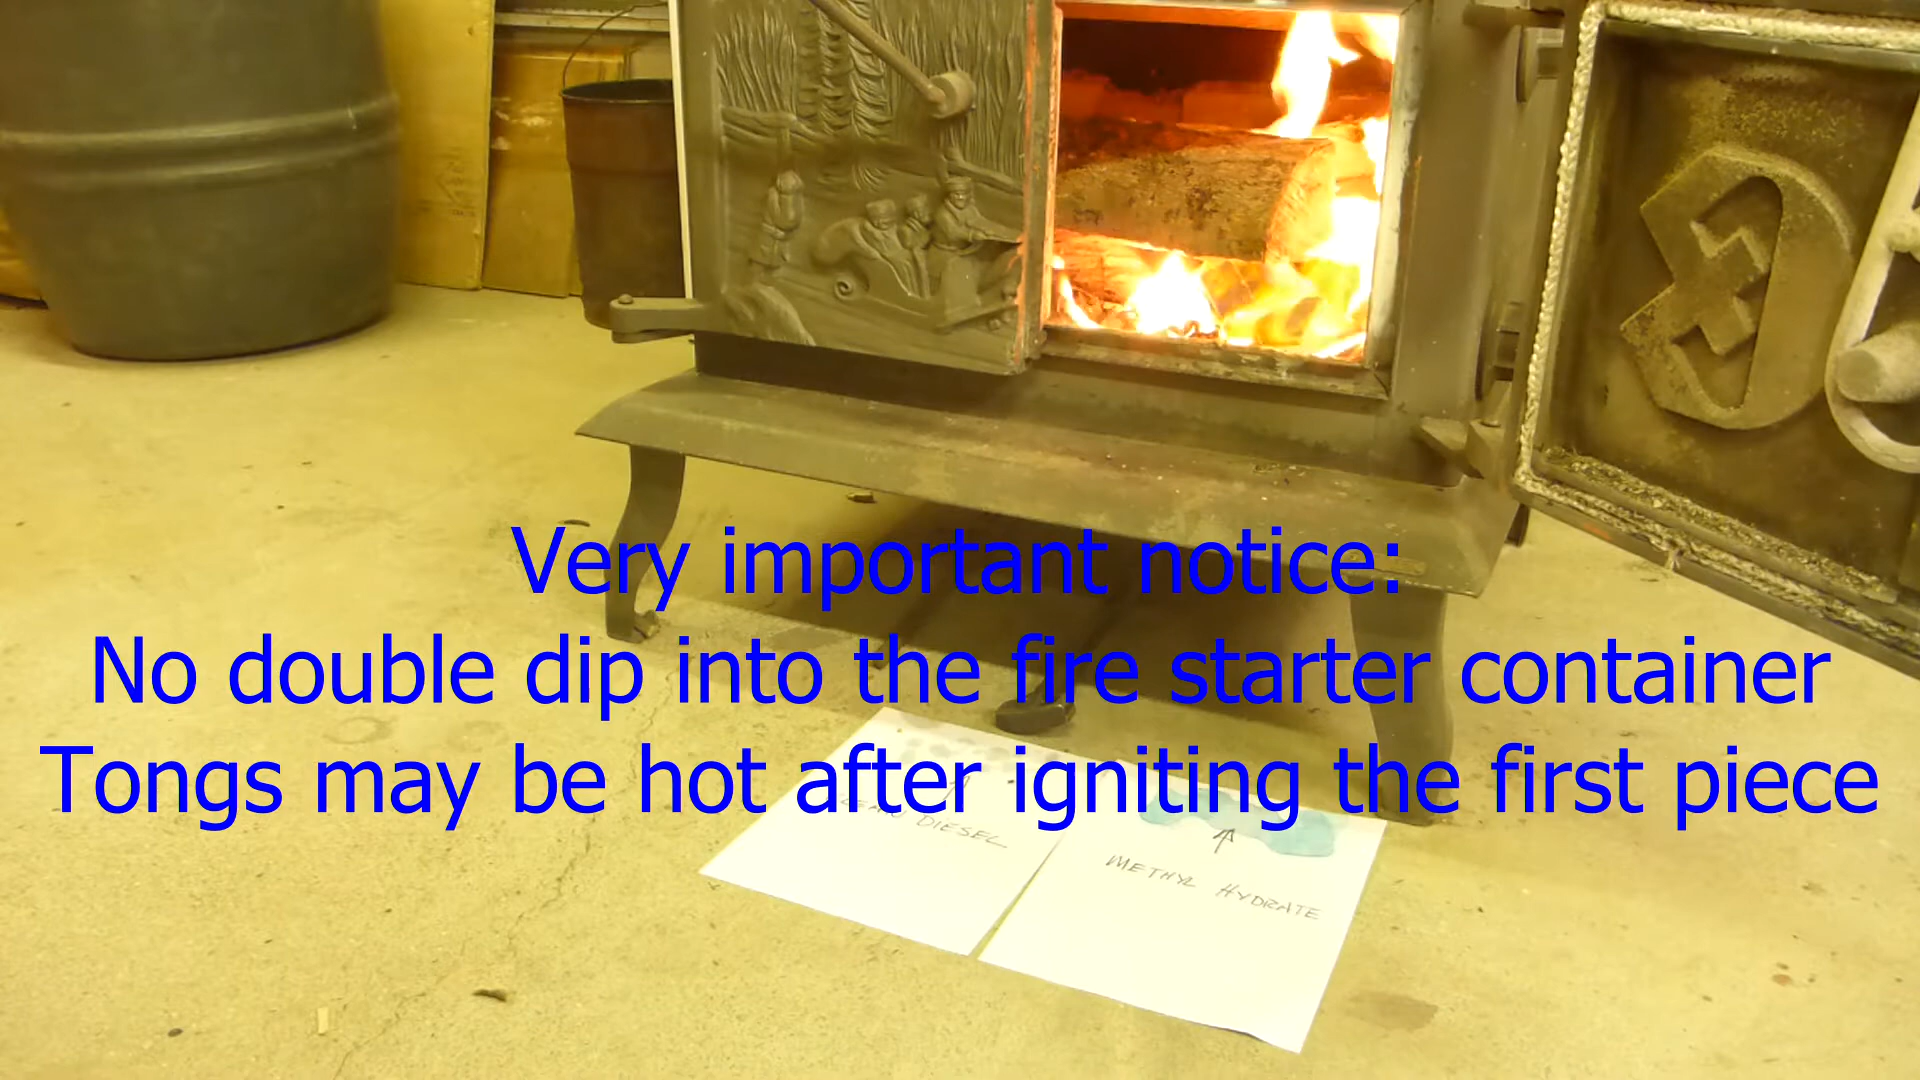 Very important notice:
No double dip into the fire starter container
Tongs may be hot after igniting the first piece
DIESEL
METHYL HYDRATE